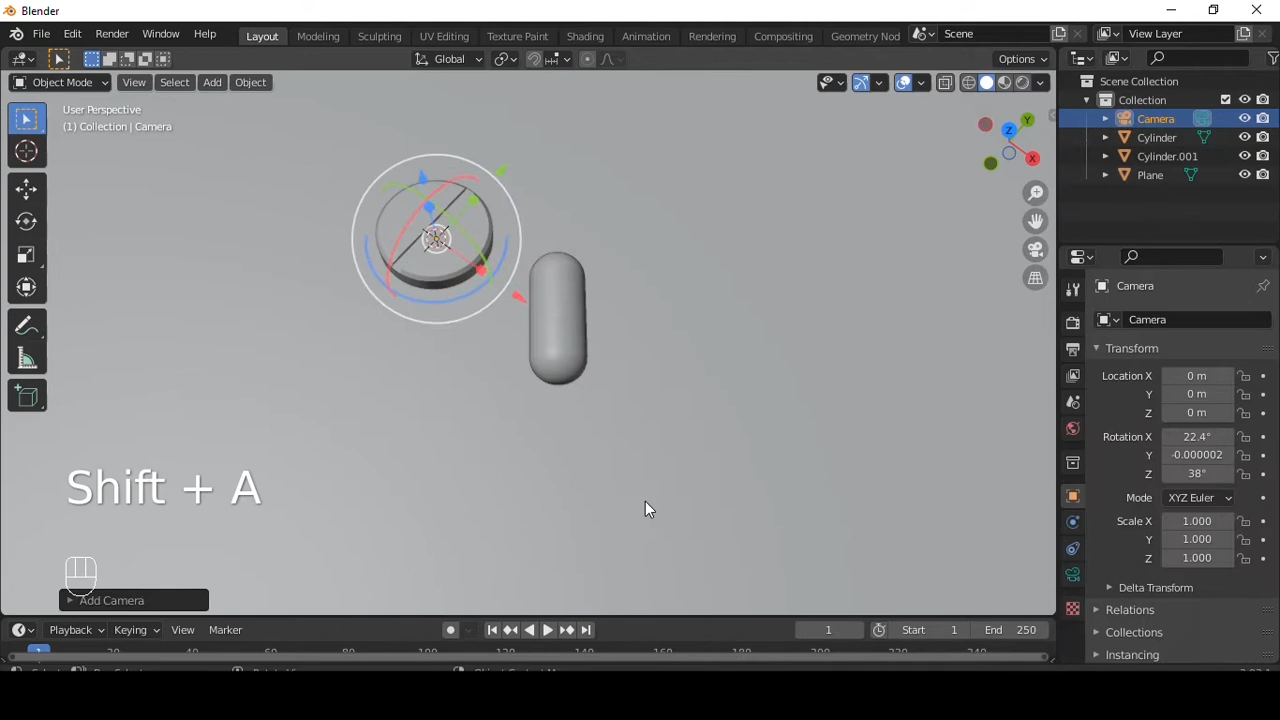 Blender
File Edit Render Window Help Layout Modeling Sculpting UV Editing Texture Paint Shading Animation Rendering Compositing Geometry Nod Scene View Layer
Global Options
Object Mode View Select Add Object
User Perspective
(1) Collection | Camera
Z Y X
Scene Collection
Collection
Camera
Cylinder
Cylinder.001
Plane
Camera
Camera
Transform
Location X 0 m
Y 0 m
Z 0 m
Rotation X 22.4°
Y -0.000002
Z 38°
Mode XYZ Euler
Scale X 1.000
Y 1.000
Z 1.000
Delta Transform
Relations
Collections
Instancing
Shift + A
Add Camera
Playback Keying View Marker 1 Start 1 End 250